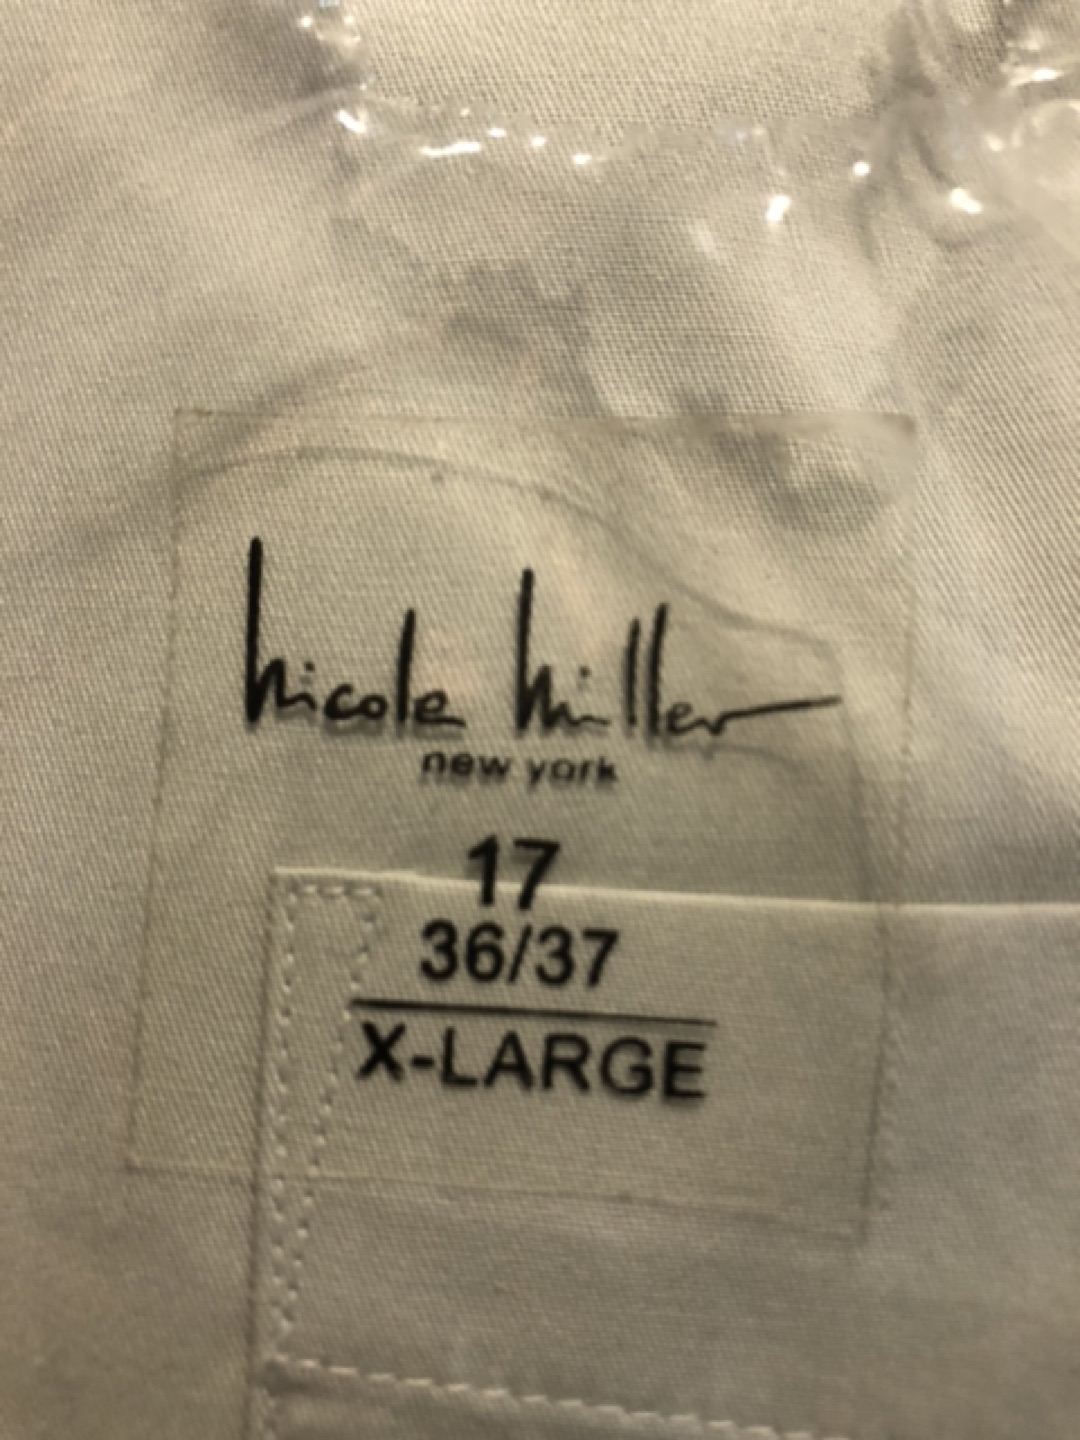 nicole miller
new york
17
36/37
X-LARGE